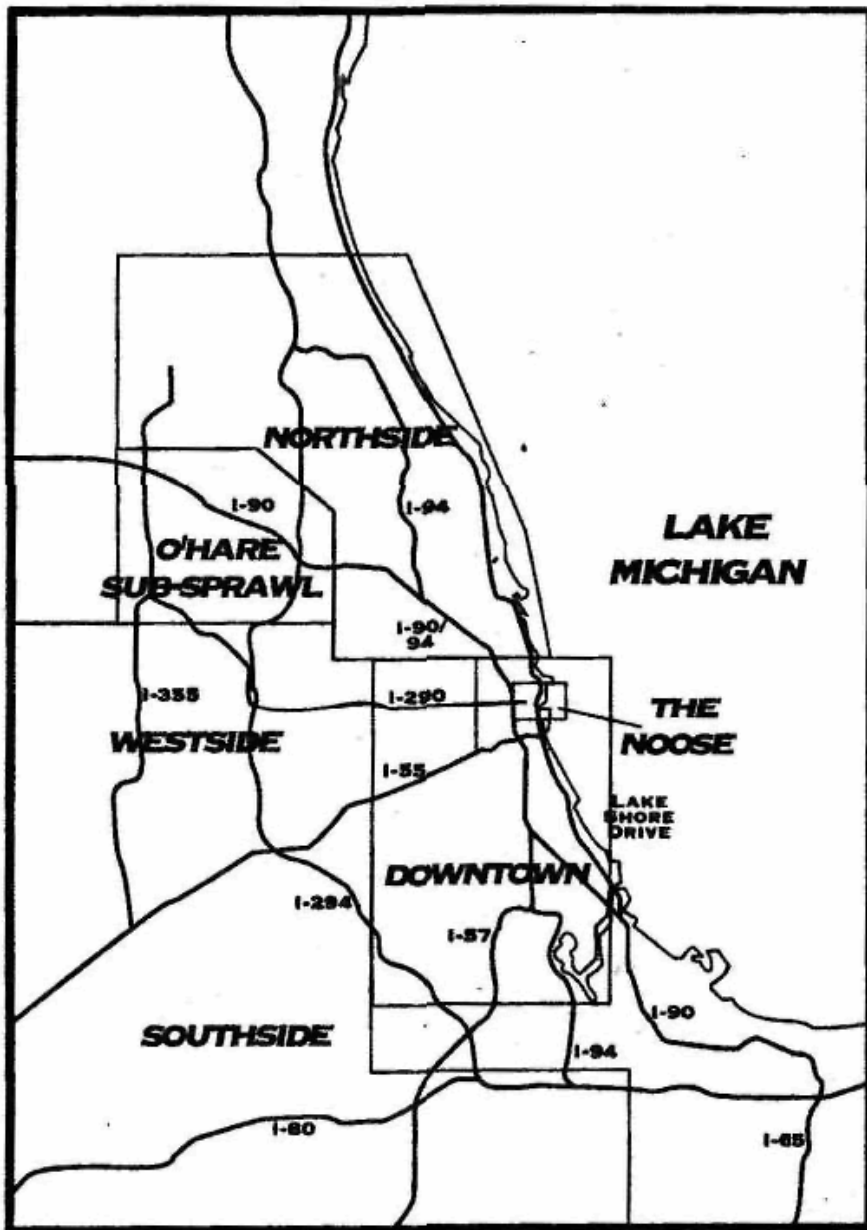 NORTHSIDE
I-90
I-94
O'HARE
SUB-SPRAWL
LAKE
MICHIGAN
I-90/
94
I-355
I-290
THE
NOOSE
WESTSIDE
I-55
LAKE
SHORE
DRIVE
DOWNTOWN
I-294
I-57
SOUTHSIDE
I-90
I-94
I-80
I-65